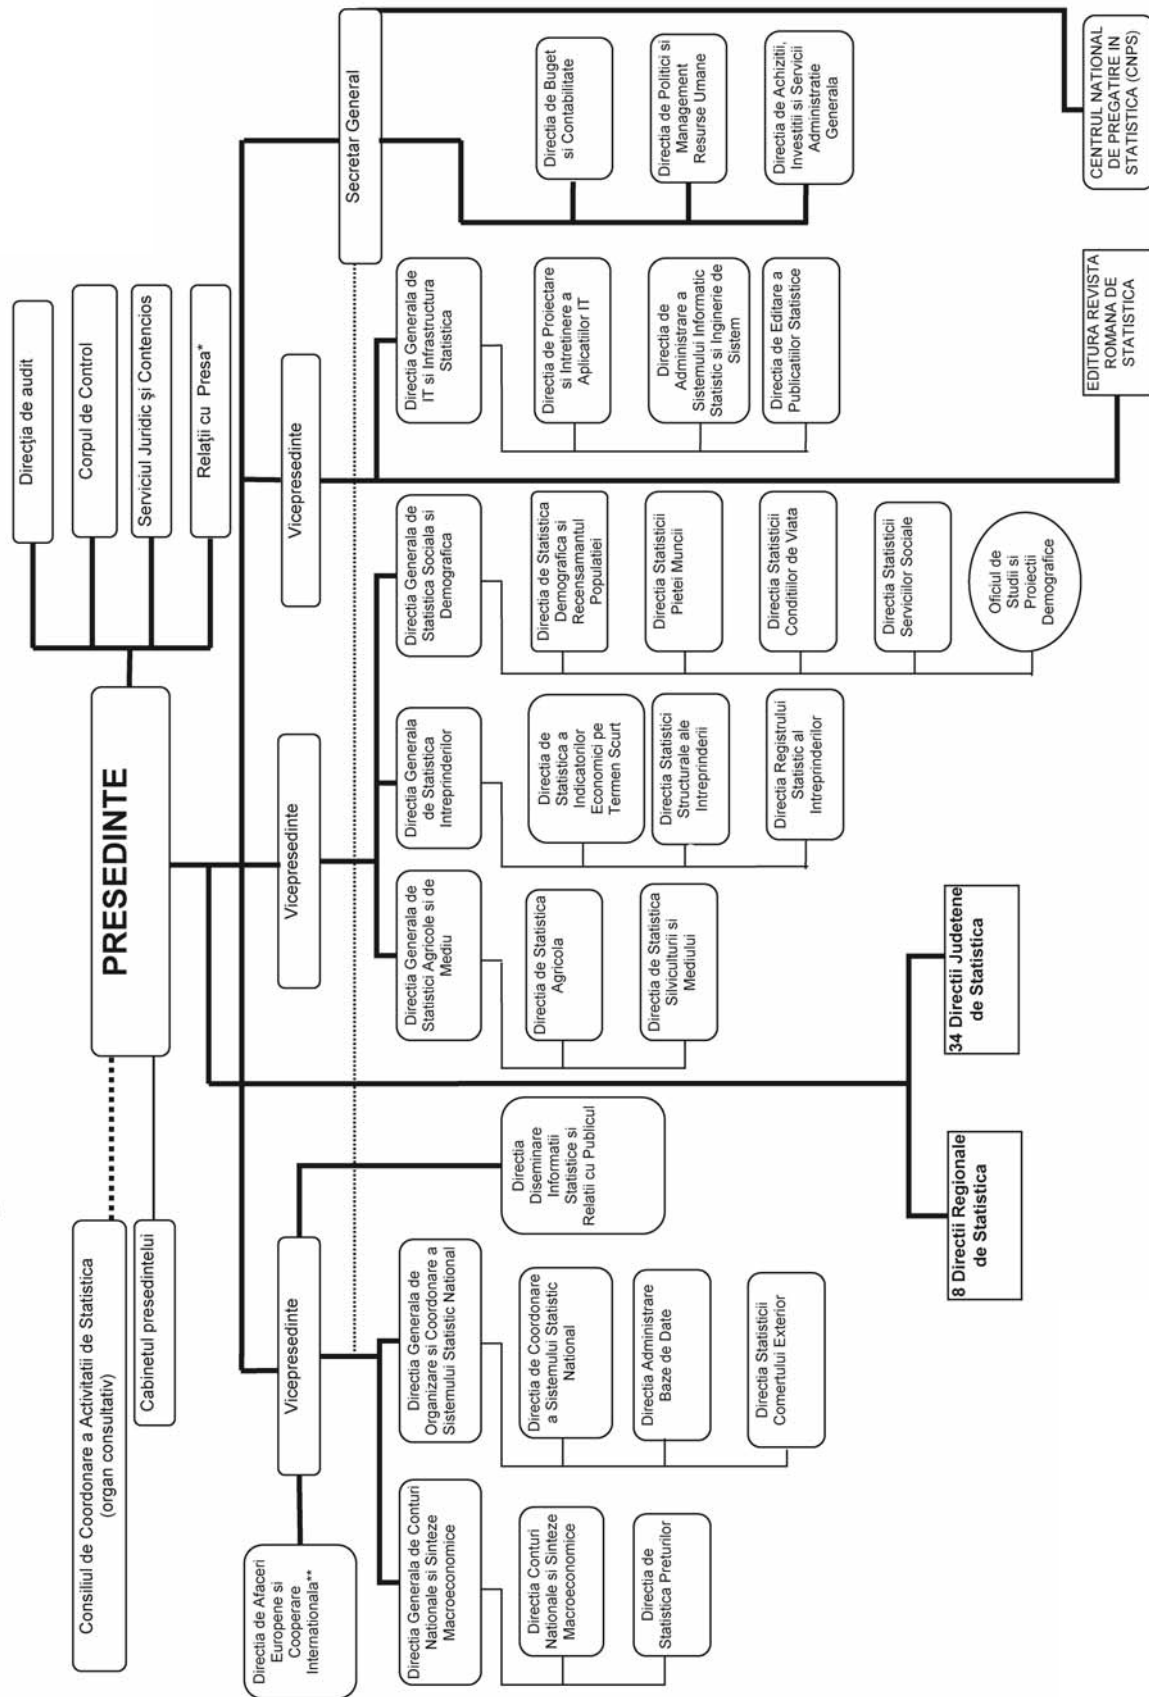 Consiliul de Coordonare a Activitatii de Statistica
(organ consultativ)
PRESEDINTE
Cabinetul presedintelui
Direcția de audit
Corpul de Control
Serviciul Juridic și Contencios
Relații cu Presa*
Directia de Afaceri
Europene si
Cooperare
Internationala**
Vicepresedinte
Vicepresedinte
Vicepresedinte
Secretar General
Directia Generala de Conturi
Nationale si Sinteze
Macroeconomice
Directia Conturi
Nationale si Sinteze
Macroeconomice
Directia de
Statistica Preturilor
Directia Generala de
Organizare si Coordonare a
Sistemului Statistic National
Directia de Coordonare
a Sistemului Statistic
National
Directia Administrare
Baze de Date
Directia Statisticii
Comertului Exterior
Directia
Diseminare
Informatii
Statistice si
Relatii cu Publicul
Directia Generala de
Statistici Agricole si de
Mediu
Directia de Statistica
Agricola
Directia de Statistica
Silviculturii si
Mediului
Directia Generala
de Statistica
Intreprinderilor
Directia de
Statistica a
Indicatorilor
Economici pe
Termen Scurt
Directia Statistici
Structurale ale
Intreprinderii
Directia Registrului
Statistic al
Intreprinderilor
Directia Generala de
Statistica Sociala si
Demografica
Directia de Statistica
Demografica si
Recensamantul
Populatiei
Directia Statisticii
Pietei Muncii
Directia Statisticii
Conditiilor de Viata
Directia Statisticii
Serviciilor Sociale
Oficiul de
Studii si
Proiectii
Demografice
Directia Generala de
IT si Infrastructura
Statistica
Directia de Proiectare
si Intretinere a
Aplicatiilor IT
Directia de
Administrare a
Sistemului Informatic
Statistic si Inginerie de
Sistem
Directia de Editare a
Publicatiilor Statistice
Directia de Buget
si Contabilitate
Directia de Politici si
Management
Resurse Umane
Directia de Achizitii,
Investitii si Servicii
Administratie
Generala
8 Directii Regionale
de Statistica
34 Directii Judetene
de Statistica
EDITURA REVISTA
ROMANA DE
STATISTICA
CENTRUL NATIONAL
DE PREGATIRE IN
STATISTICA (CNPS)